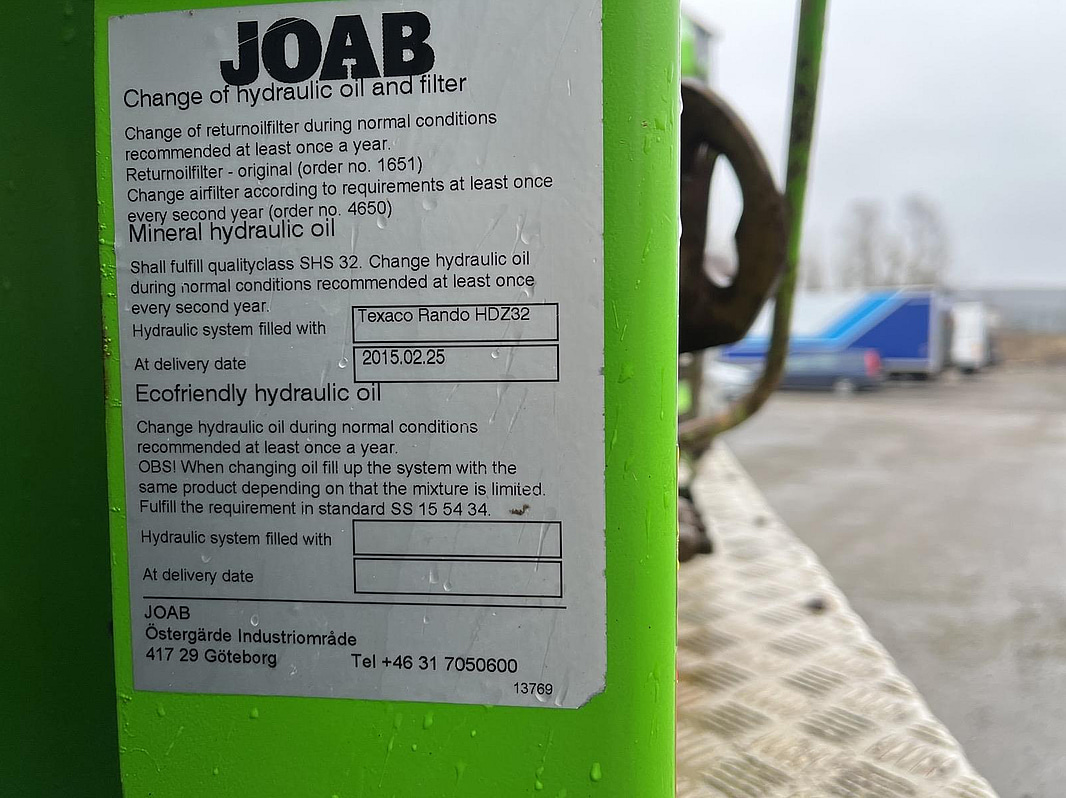 JOAB
Change of hydraulic oil and filter
Change of returnoilfilter during normal conditions
recommended at least once a year.
Returnoilfilter - original (order no. 1651)
Change airfilter according to requirements at least once
every second year (order no. 4650)
Mineral hydraulic oil
Shall fulfill qualityclass SHS 32. Change hydraulic oil
during normal conditions recommended at least once
every second year.
Hydraulic system filled with Texaco Rando HDZ32
At delivery date 2015.02.25
Ecofriendly hydraulic oil
Change hydraulic oil during normal conditions
recommended at least once a year.
OBS! When changing oil fill up the system with the
same product depending on that the mixture is limited.
Fulfill the requirement in standard SS 15 54 34.
Hydraulic system filled with
At delivery date
JOAB
Östergärde Industriområde
417 29 Göteborg Tel +46 31 7050600
13769